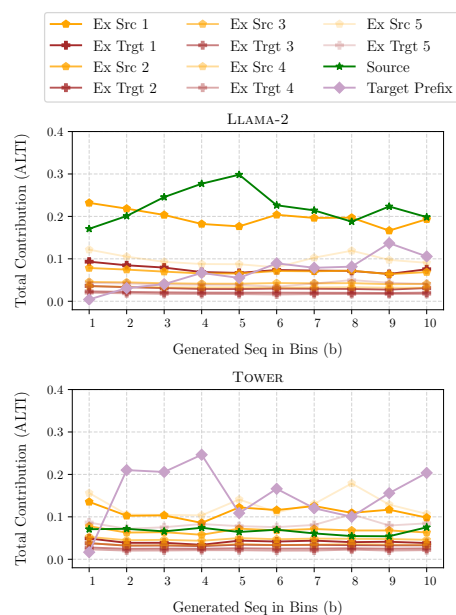 Ex Src 1 Ex Src 3 Ex Src 5
Ex Trgt 1 Ex Trgt 3 Ex Trgt 5
Ex Src 2 Ex Src 4 Source
Ex Trgt 2 Ex Trgt 4 Target Prefix
LLAMA-2
Total Contribution (ALTI)
0.4
0.3
0.2
0.1
0.0
1 2 3 4 5 6 7 8 9 10
Generated Seq in Bins (b)
TOWER
Total Contribution (ALTI)
0.4
0.3
0.2
0.1
0.0
1 2 3 4 5 6 7 8 9 10
Generated Seq in Bins (b)